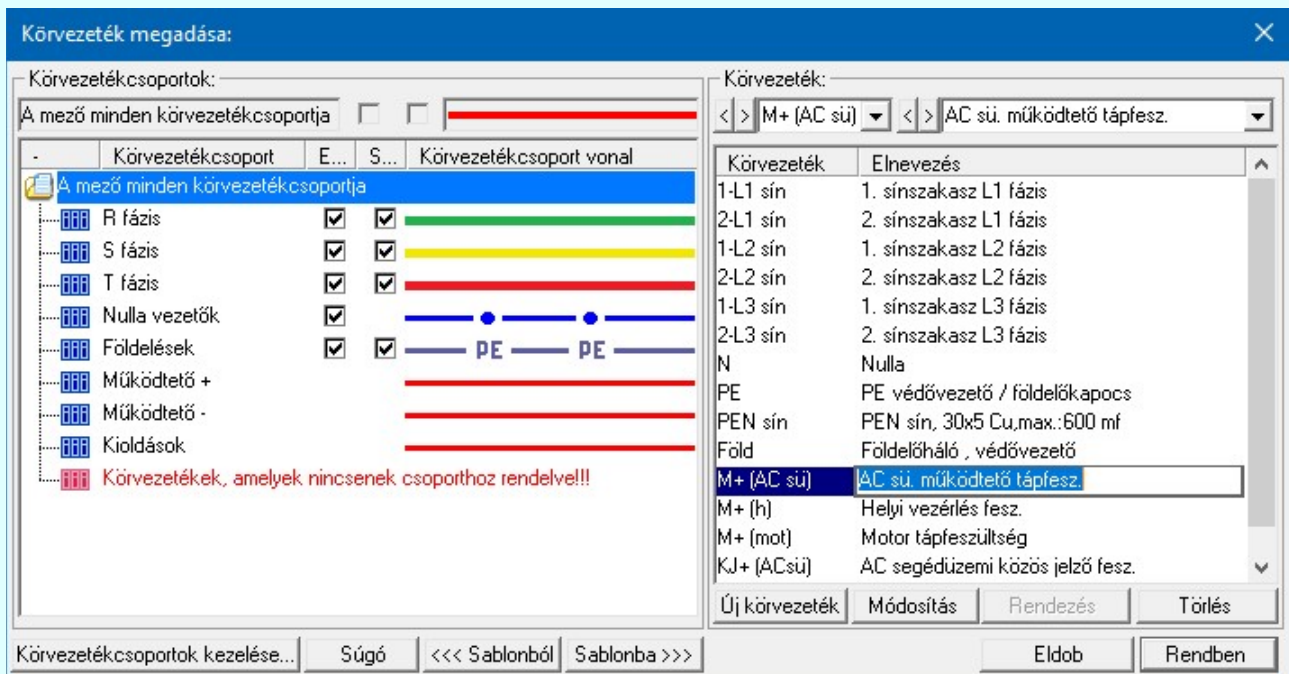 Körvezeték megadása:
Körvezetékcsoportok:
A mező minden körvezetékcsoportja
- Körvezetékcsoport E... S... Körvezetékcsoport vonal
A mező minden körvezetékcsoportja
R fázis
S fázis
T fázis
Nulla vezetők
Földelések PE PE
Működtető +
Működtető -
Kioldások
Körvezetékek, amelyek nincsenek csoporthoz rendelve!!!
Körvezeték:
< > M+ (AC sü) < > AC sü. működtető tápfesz.
Körvezeték Elnevezés
1-L1 sín 1. sínszakasz L1 fázis
2-L1 sín 2. sínszakasz L1 fázis
1-L2 sín 1. sínszakasz L2 fázis
2-L2 sín 2. sínszakasz L2 fázis
1-L3 sín 1. sínszakasz L3 fázis
2-L3 sín 2. sínszakasz L3 fázis
N Nulla
PE PE védővezető / földelőkapocs
PEN sín PEN sín, 30x5 Cu,max.:600 mf
Föld Földelőháló , védővezető
M+ (AC sü) AC sü. működtető tápfesz.
M+ (h) Helyi vezérlés fesz.
M+ (mot) Motor tápfeszültség
KJ+ (ACsü) AC segédüzemi közös jelző fesz.
Új körvezeték Módosítás Rendezés Törlés
Körvezetékcsoportok kezelése... Súgó <<< Sablonból Sablonba >>> Eldob Rendben